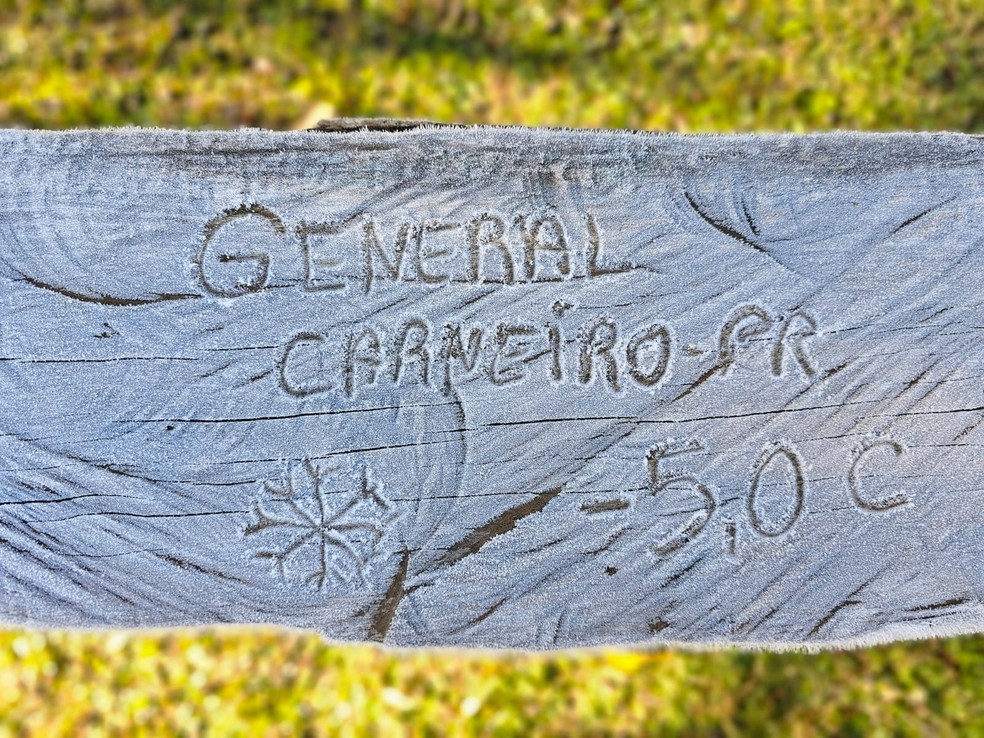 GENERAL
CARNEIRO-PR
-5,0 C